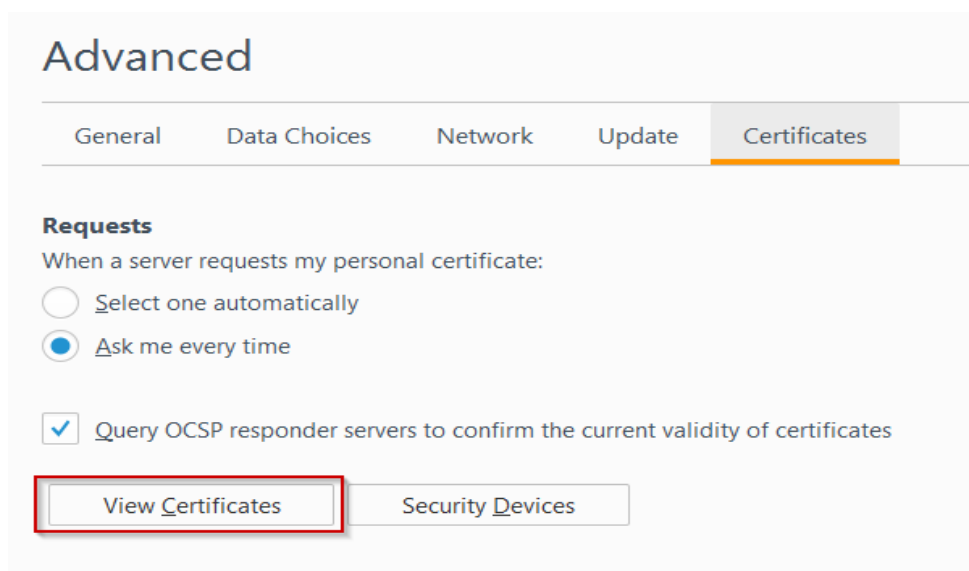 Advanced
General Data Choices Network Update Certificates
Requests
When a server requests my personal certificate:
Select one automatically
Ask me every time
Query OCSP responder servers to confirm the current validity of certificates
View Certificates Security Devices